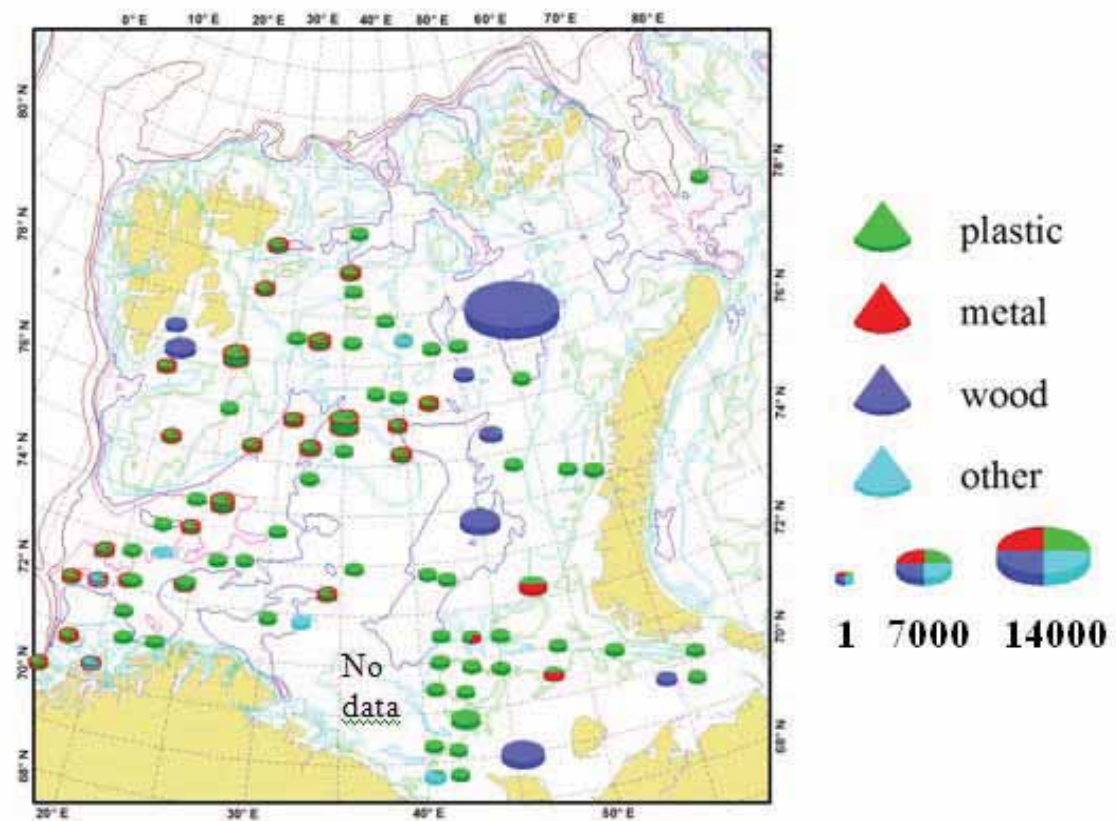 0° E 10° E 20° E 30° E 40° E 50° E 60° E 70° E 80° E
80° N
78° N
76° N
74° N
72° N
70° N
68° N
78° N
76° N
74° N
72° N
70° N
68° N
20° E 30° E 40° E 50° E
No
data
plastic
metal
wood
other
1 7000 14000